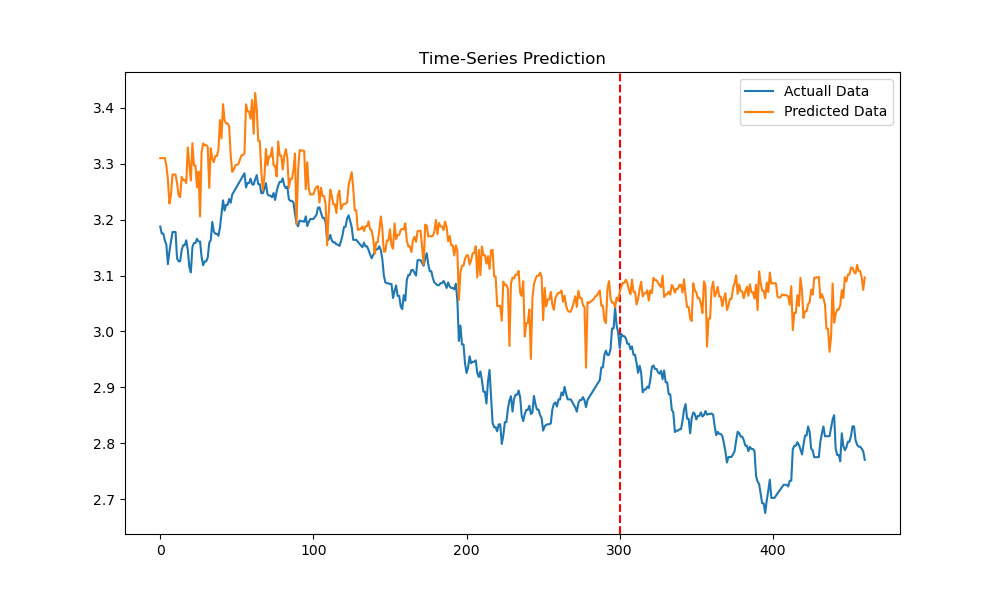 Time-Series Prediction
Actuall Data
Predicted Data
3.4
3.3
3.2
3.1
3.0
2.9
2.8
2.7
0 100 200 300 400